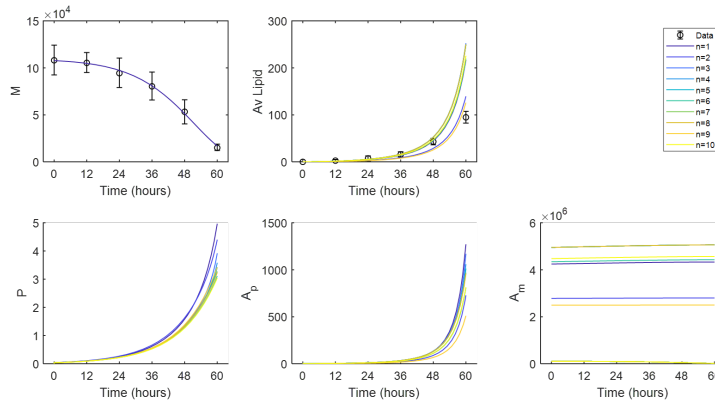 ×10⁴
15
10
5
0
M
0 12 24 36 48 60
Time (hours)
300
200
100
0
Av Lipid
0 12 24 36 48 60
Time (hours)
Data
n=1
n=2
n=3
n=4
n=5
n=6
n=7
n=8
n=9
n=10
5
4
3
2
1
0
P
0 12 24 36 48 60
Time (hours)
1500
1000
500
0
A_p
0 12 24 36 48 60
Time (hours)
×10⁶
6
4
2
0
A_m
0 12 24 36 48 60
Time (hours)